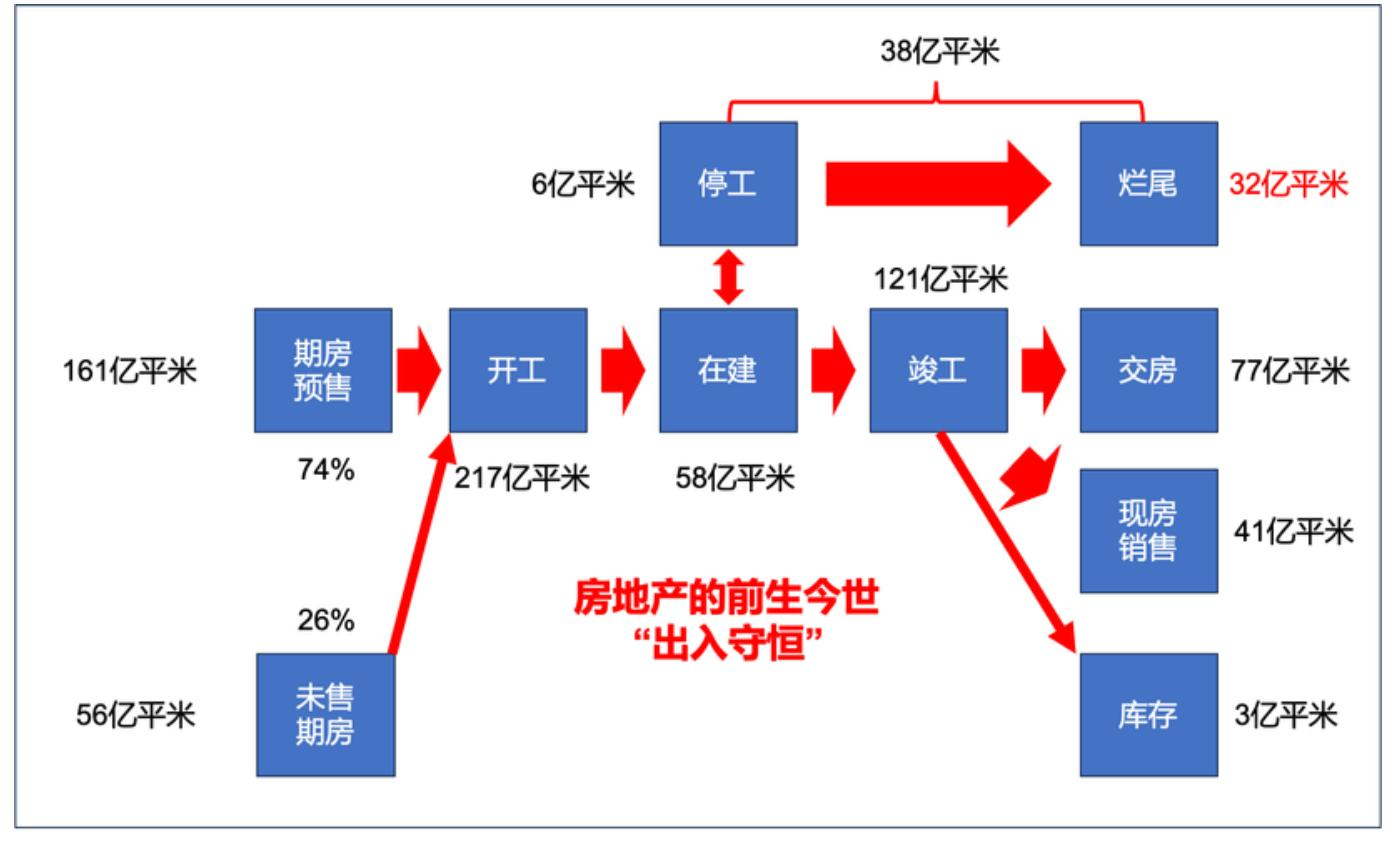 38亿平米
6亿平米
停工
烂尾
32亿平米
121亿平米
161亿平米
期房
预售
开工
在建
竣工
交房
77亿平米
74%
217亿平米
58亿平米
现房
销售
41亿平米
房地产的前生今世
“出入守恒”
26%
56亿平米
未售
期房
库存
3亿平米